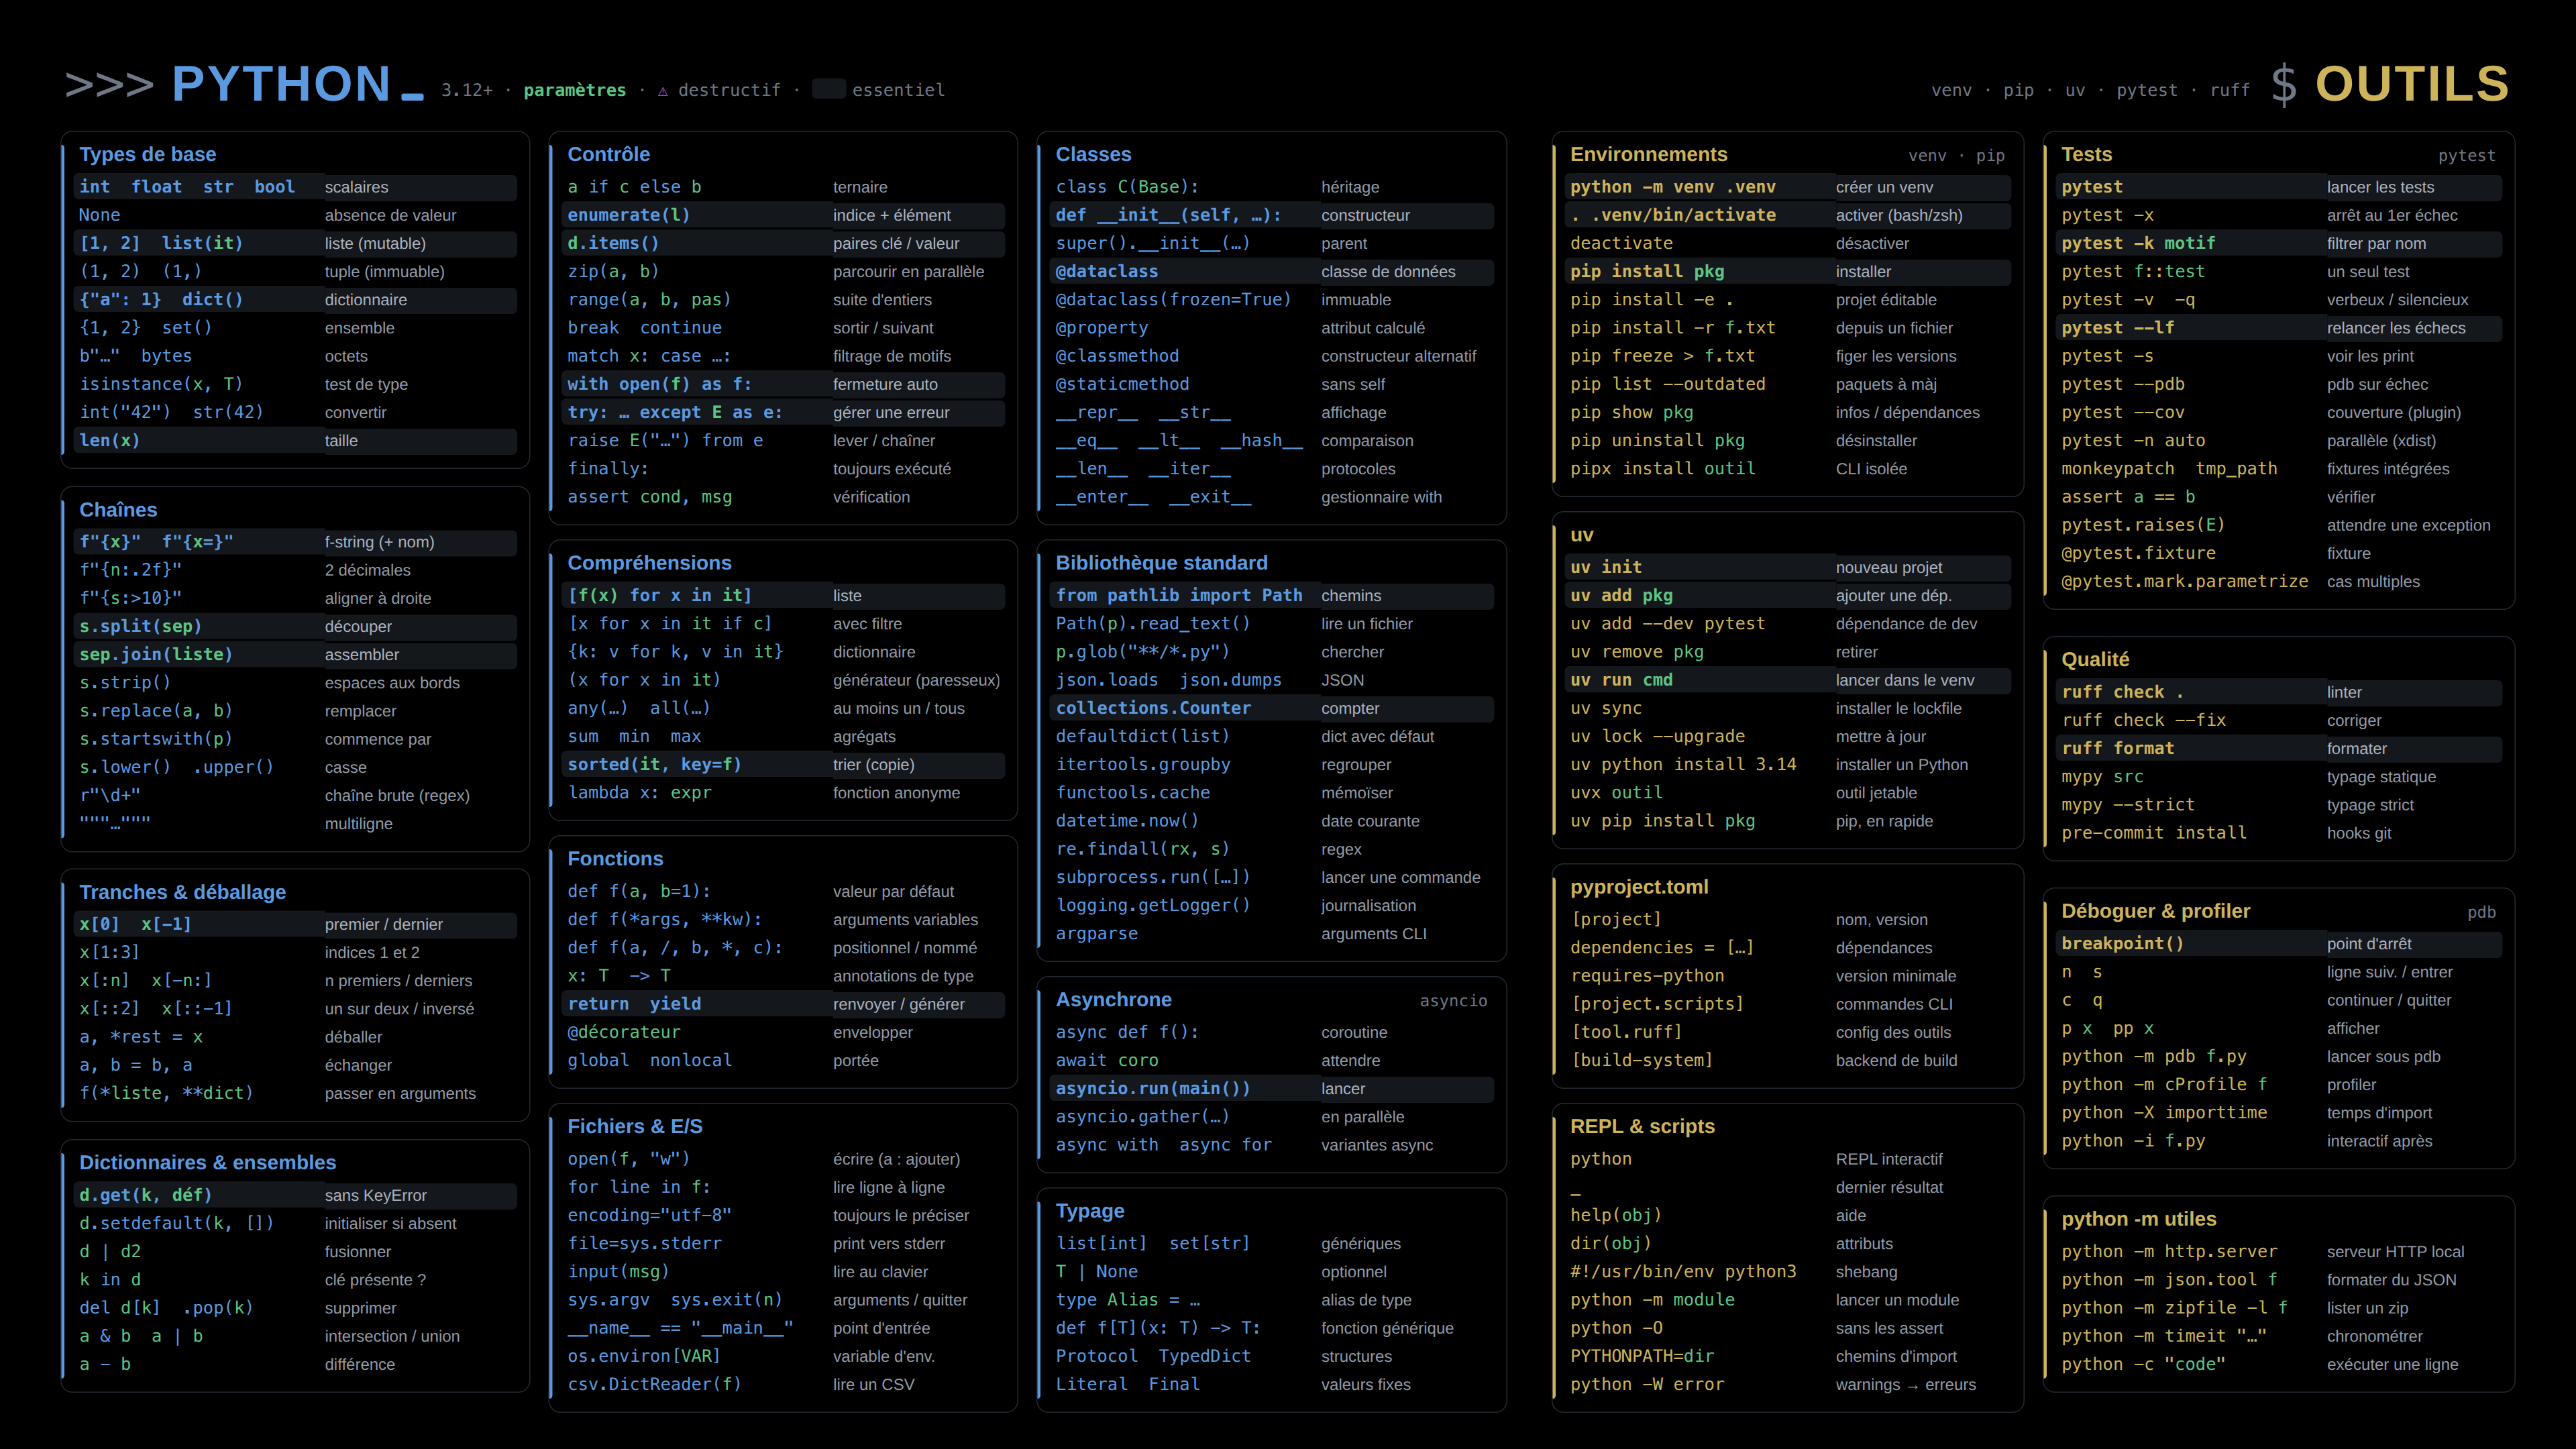 >>> PYTHON_ 3.12+ · paramètres · ⚠ destructif · essentiel
venv · pip · uv · pytest · ruff $ OUTILS
Types de base
int float str bool scalaires
None absence de valeur
[1, 2] list(it) liste (mutable)
(1, 2) (1,) tuple (immuable)
{"a": 1} dict() dictionnaire
{1, 2} set() ensemble
b"…" bytes octets
isinstance(x, T) test de type
int("42") str(42) convertir
len(x) taille
Chaînes
f"{x}" f"{x=}" f-string (+ nom)
f"{n:.2f}" 2 décimales
f"{s:>10}" aligner à droite
s.split(sep) découper
sep.join(liste) assembler
s.strip() espaces aux bords
s.replace(a, b) remplacer
s.startswith(p) commence par
s.lower() .upper() casse
r"\d+" chaîne brute (regex)
"""…""" multiligne
Tranches & déballage
x[0] x[-1] premier / dernier
x[1:3] indices 1 et 2
x[:n] x[-n:] n premiers / derniers
x[::2] x[::-1] un sur deux / inversé
a, *rest = x déballer
a, b = b, a échanger
f(*liste, **dict) passer en arguments
Dictionnaires & ensembles
d.get(k, déf) sans KeyError
d.setdefault(k, []) initialiser si absent
d | d2 fusionner
k in d clé présente ?
del d[k] .pop(k) supprimer
a & b a | b intersection / union
a - b différence
Contrôle
a if c else b ternaire
enumerate(l) indice + élément
d.items() paires clé / valeur
zip(a, b) parcourir en parallèle
range(a, b, pas) suite d'entiers
break continue sortir / suivant
match x: case …: filtrage de motifs
with open(f) as f: fermeture auto
try: … except E as e: gérer une erreur
raise E("…") from e lever / chaîner
finally: toujours exécuté
assert cond, msg vérification
Compréhensions
[f(x) for x in it] liste
[x for x in it if c] avec filtre
{k: v for k, v in it} dictionnaire
(x for x in it) générateur (paresseux)
any(…) all(…) au moins un / tous
sum min max agrégats
sorted(it, key=f) trier (copie)
lambda x: expr fonction anonyme
Fonctions
def f(a, b=1): valeur par défaut
def f(*args, **kw): arguments variables
def f(a, /, b, *, c): positionnel / nommé
x: T -> T annotations de type
return yield renvoyer / générer
@décorateur envelopper
global nonlocal portée
Fichiers & E/S
open(f, "w") écrire (a : ajouter)
for line in f: lire ligne à ligne
encoding="utf-8" toujours le préciser
file=sys.stderr print vers stderr
input(msg) lire au clavier
sys.argv sys.exit(n) arguments / quitter
__name__ == "__main__" point d'entrée
os.environ[VAR] variable d'env.
csv.DictReader(f) lire un CSV
Classes
class C(Base): héritage
def __init__(self, …): constructeur
super().__init__(…) parent
@dataclass classe de données
@dataclass(frozen=True) immuable
@property attribut calculé
@classmethod constructeur alternatif
@staticmethod sans self
__repr__ __str__ affichage
__eq__ __lt__ __hash__ comparaison
__len__ __iter__ protocoles
__enter__ __exit__ gestionnaire with
Bibliothèque standard
from pathlib import Path chemins
Path(p).read_text() lire un fichier
p.glob("**/*.py") chercher
json.loads json.dumps JSON
collections.Counter compter
defaultdict(list) dict avec défaut
itertools.groupby regrouper
functools.cache mémoïser
datetime.now() date courante
re.findall(rx, s) regex
subprocess.run([…]) lancer une commande
logging.getLogger() journalisation
argparse arguments CLI
Asynchrone asyncio
async def f(): coroutine
await coro attendre
asyncio.run(main()) lancer
asyncio.gather(…) en parallèle
async with async for variantes async
Typage
list[int] set[str] génériques
T | None optionnel
type Alias = … alias de type
def f[T](x: T) -> T: fonction générique
Protocol TypedDict structures
Literal Final valeurs fixes
Environnements venv · pip
python -m venv .venv créer un venv
. .venv/bin/activate activer (bash/zsh)
deactivate désactiver
pip install pkg installer
pip install -e . projet éditable
pip install -r f.txt depuis un fichier
pip freeze > f.txt figer les versions
pip list --outdated paquets à màj
pip show pkg infos / dépendances
pip uninstall pkg désinstaller
pipx install outil CLI isolée
uv
uv init nouveau projet
uv add pkg ajouter une dép.
uv add --dev pytest dépendance de dev
uv remove pkg retirer
uv run cmd lancer dans le venv
uv sync installer le lockfile
uv lock --upgrade mettre à jour
uv python install 3.14 installer un Python
uvx outil outil jetable
uv pip install pkg pip, en rapide
pyproject.toml
[project] nom, version
dependencies = […] dépendances
requires-python version minimale
[project.scripts] commandes CLI
[tool.ruff] config des outils
[build-system] backend de build
REPL & scripts
python REPL interactif
_ dernier résultat
help(obj) aide
dir(obj) attributs
#!/usr/bin/env python3 shebang
python -m module lancer un module
python -O sans les assert
PYTHONPATH=dir chemins d'import
python -W error warnings → erreurs
Tests pytest
pytest lancer les tests
pytest -x arrêt au 1er échec
pytest -k motif filtrer par nom
pytest f::test un seul test
pytest -v -q verbeux / silencieux
pytest --lf relancer les échecs
pytest -s voir les print
pytest --pdb pdb sur échec
pytest --cov couverture (plugin)
pytest -n auto parallèle (xdist)
monkeypatch tmp_path fixtures intégrées
assert a == b vérifier
pytest.raises(E) attendre une exception
@pytest.fixture fixture
@pytest.mark.parametrize cas multiples
Qualité
ruff check . linter
ruff check --fix corriger
ruff format formater
mypy src typage statique
mypy --strict typage strict
pre-commit install hooks git
Déboguer & profiler pdb
breakpoint() point d'arrêt
n s ligne suiv. / entrer
c q continuer / quitter
p x pp x afficher
python -m pdb f.py lancer sous pdb
python -m cProfile f profiler
python -X importtime temps d'import
python -i f.py interactif après
python -m utiles
python -m http.server serveur HTTP local
python -m json.tool f formater du JSON
python -m zipfile -l f lister un zip
python -m timeit "…" chronométrer
python -c "code" exécuter une ligne